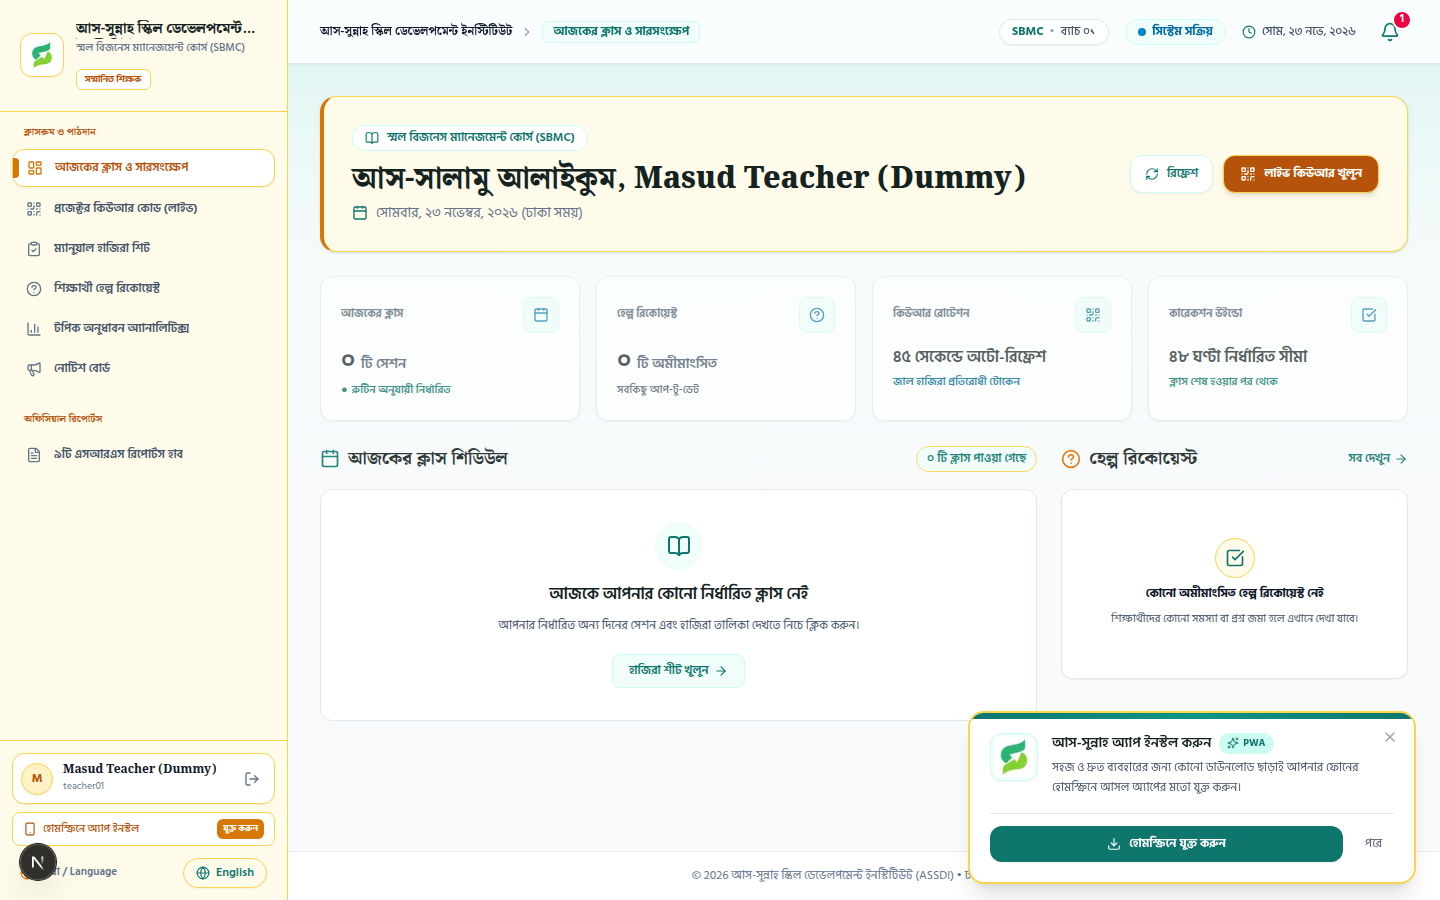 আস-সুন্নাহ স্কিল ডেভেলপমেন্ট...
স্মল বিজনেস ম্যানেজমেন্ট কোর্স (SBMC)
সম্মানিত শিক্ষক
ক্লাসরুম ও পাঠদান
আজকের ক্লাস ও সারসংক্ষেপ
প্রজেক্টর কিউআর কোড (লাইভ)
ম্যানুয়াল হাজিরা শিট
শিক্ষার্থী হেল্প রিকোয়েস্ট
টপিক অনুধাবন অ্যানালিটিক্স
নোটিশ বোর্ড
অফিসিয়াল রিপোর্টস
৯টি এসআরএস রিপোর্টস হাব
M
Masud Teacher (Dummy)
teacher01
হোমস্ক্রিনে অ্যাপ ইনস্টল
যুক্ত করুন
N
/ Language
English
আস-সুন্নাহ স্কিল ডেভেলপমেন্ট ইনস্টিটিউট
আজকের ক্লাস ও সারসংক্ষেপ
SBMC • ব্যাচ ০১
সিস্টেম সক্রিয়
সোম, ২৩ নভে, ২০২৬
1
স্মল বিজনেস ম্যানেজমেন্ট কোর্স (SBMC)
আস-সালামু আলাইকুম, Masud Teacher (Dummy)
সোমবার, ২৩ নভেম্বর, ২০২৬ (ঢাকা সময়)
রিফ্রেশ
লাইভ কিউআর খুলুন
আজকের ক্লাস
০ টি সেশন
● রুটিন অনুযায়ী নির্ধারিত
হেল্প রিকোয়েস্ট
০ টি অমীমাংসিত
সবকিছু আপ-টু-ডেট
কিউআর রোটেশন
৪৫ সেকেন্ডে অটো-রিফ্রেশ
জাল হাজিরা প্রতিরোধী টোকেন
কারেকশন উইন্ডো
৪৮ ঘণ্টা নির্ধারিত সীমা
ক্লাস শেষ হওয়ার পর থেকে
আজকের ক্লাস শিডিউল
০ টি ক্লাস পাওয়া গেছে
আজকে আপনার কোনো নির্ধারিত ক্লাস নেই
আপনার নির্ধারিত অন্য দিনের সেশন এবং হাজিরা তালিকা দেখতে নিচে ক্লিক করুন।
হাজিরা শীট খুলুন
হেল্প রিকোয়েস্ট
সব দেখুন
কোনো অমীমাংসিত হেল্প রিকোয়েস্ট নেই
শিক্ষার্থীদের কোনো সমস্যা বা প্রশ্ন জমা হলে এখানে দেখা যাবে।
আস-সুন্নাহ অ্যাপ ইনস্টল করুন
PWA
সহজ ও দ্রুত ব্যবহারের জন্য কোনো ডাউনলোড ছাড়াই আপনার ফোনের
হোমস্ক্রিনে আসল অ্যাপের মতো যুক্ত করুন।
হোমস্ক্রিনে যুক্ত করুন
পরে
© 2026 আস-সুন্নাহ স্কিল ডেভেলপমেন্ট ইনস্টিটিউট (ASSDI) •